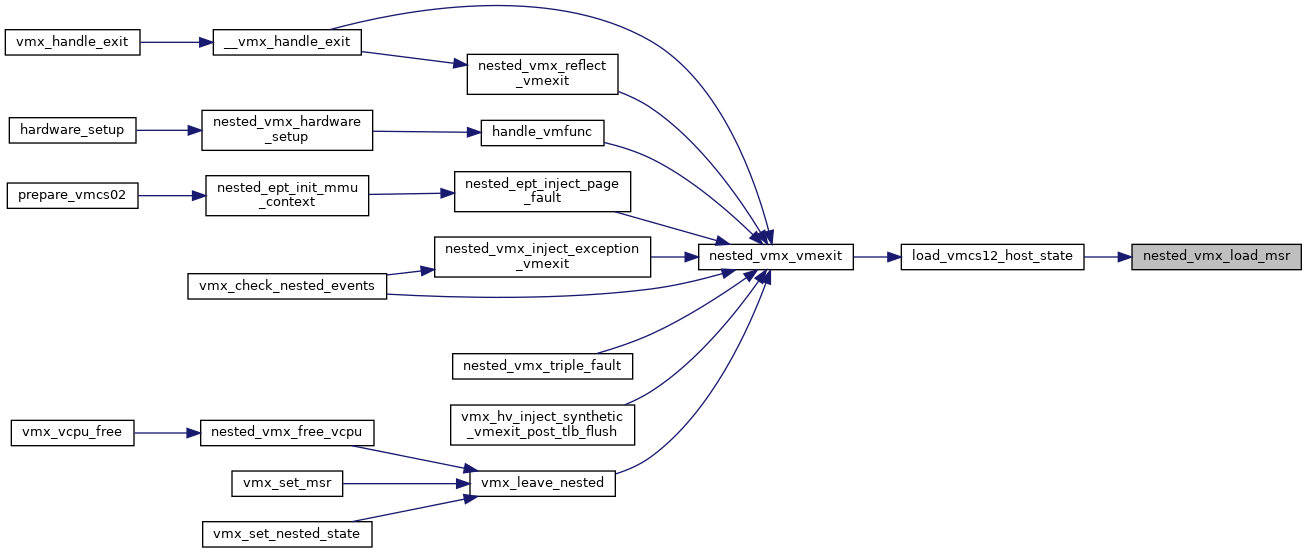 vmx_handle_exit
__vmx_handle_exit
nested_vmx_reflect
_vmexit
hardware_setup
nested_vmx_hardware
_setup
handle_vmfunc
prepare_vmcs02
nested_ept_init_mmu
_context
nested_ept_inject_page
_fault
nested_vmx_inject_exception
_vmexit
vmx_check_nested_events
nested_vmx_vmexit
load_vmcs12_host_state
nested_vmx_load_msr
nested_vmx_triple_fault
vmx_hv_inject_synthetic
_vmexit_post_tlb_flush
vmx_vcpu_free
nested_vmx_free_vcpu
vmx_set_msr
vmx_leave_nested
vmx_set_nested_state